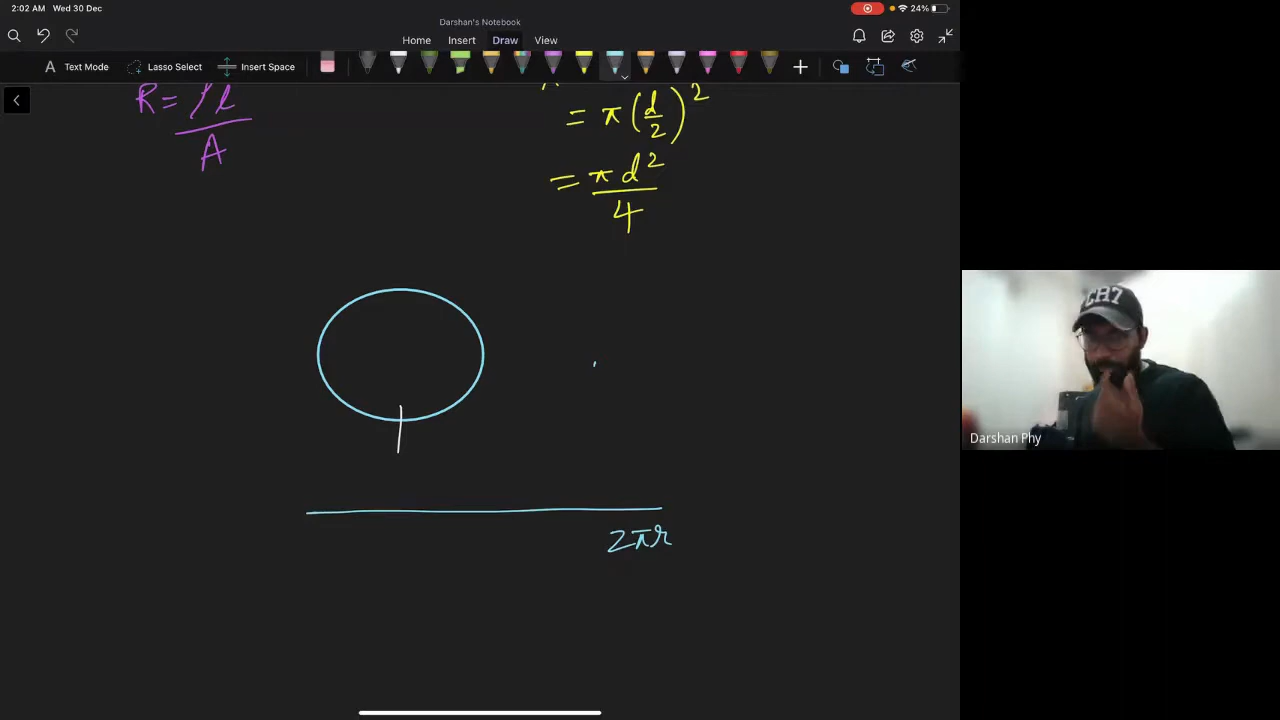 2:02 AM Wed 30 Dec
24%
Darshan's Notebook
Home Insert Draw View
Text Mode Lasso Select Insert Space
R = ρl
A
= π (d/2)²
= πd²
4
2πr
CR7
Darshan Phy